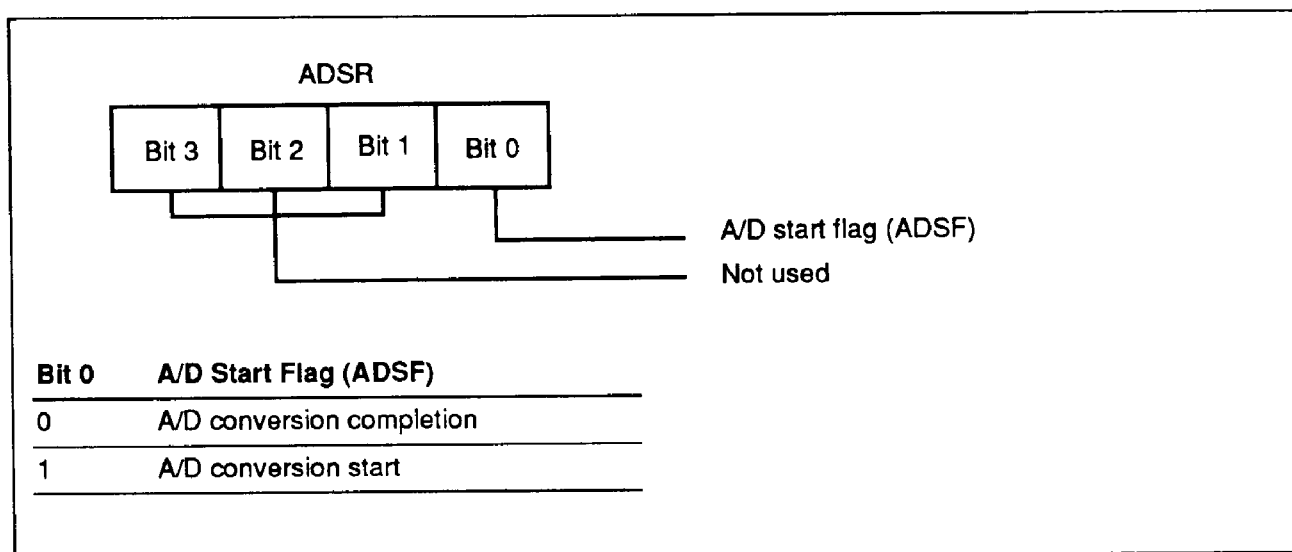 ADSR
Bit 3 Bit 2 Bit 1 Bit 0
A/D start flag (ADSF)
Not used
Bit 0 A/D Start Flag (ADSF)
0 A/D conversion completion
1 A/D conversion start